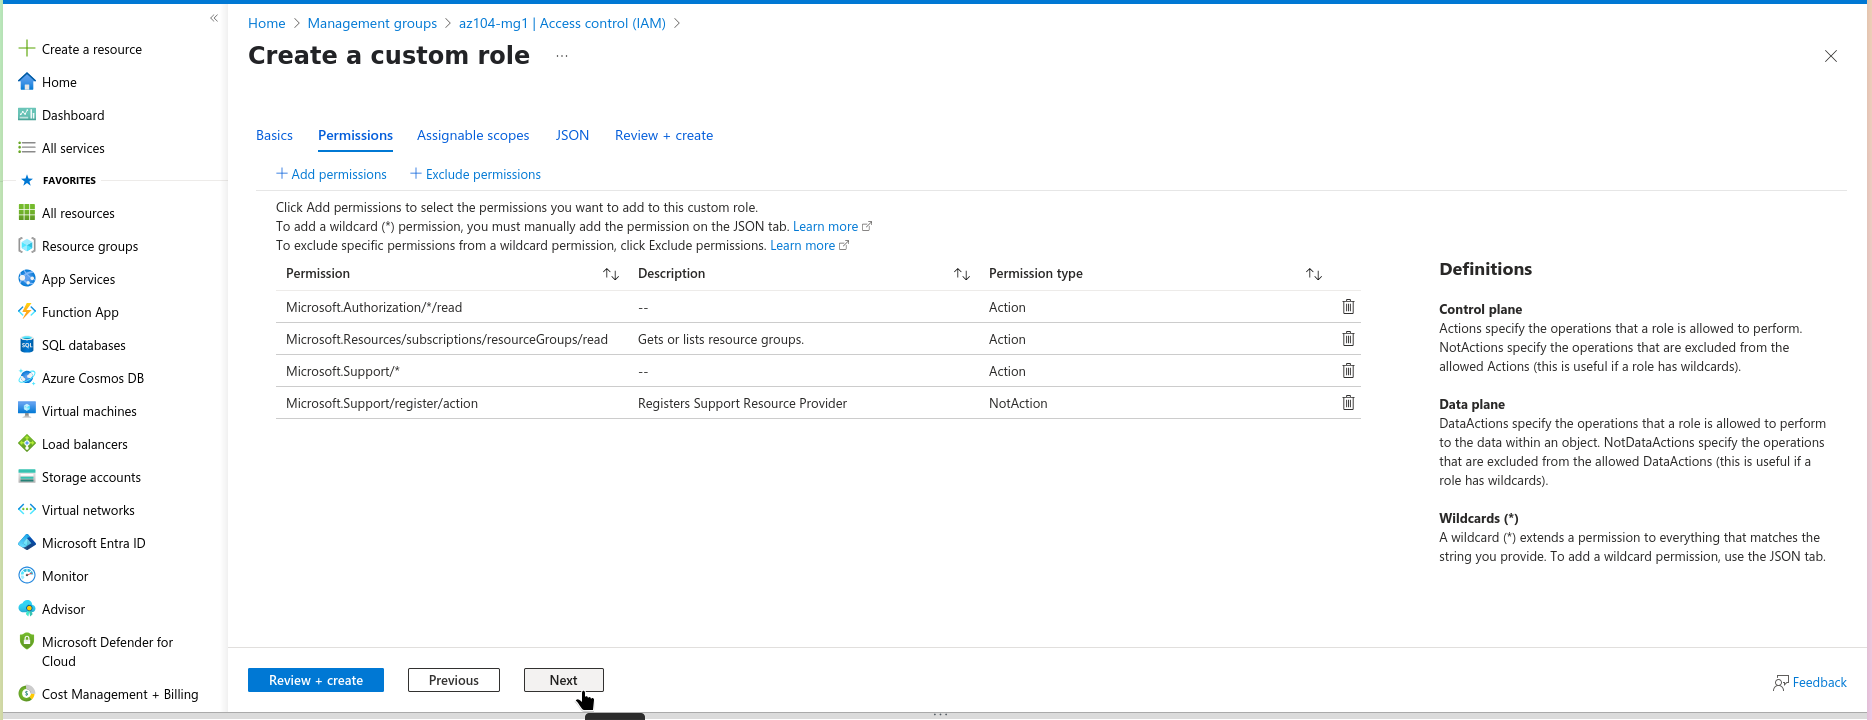 «
Home > Management groups > az104-mg1 | Access control (IAM) >
Create a custom role ...
Create a resource
Home
Dashboard
All services
FAVORITES
All resources
Resource groups
App Services
Function App
SQL databases
Azure Cosmos DB
Virtual machines
Load balancers
Storage accounts
Virtual networks
Microsoft Entra ID
Monitor
Advisor
Microsoft Defender for
Cloud
Cost Management + Billing
Basics Permissions Assignable scopes JSON Review + create
+ Add permissions + Exclude permissions
Click Add permissions to select the permissions you want to add to this custom role.
To add a wildcard (*) permission, you must manually add the permission on the JSON tab. Learn more
To exclude specific permissions from a wildcard permission, click Exclude permissions. Learn more
Permission ↑↓ Description ↑↓ Permission type ↑↓
Microsoft.Authorization/*/read -- Action
Microsoft.Resources/subscriptions/resourceGroups/read Gets or lists resource groups. Action
Microsoft.Support/* -- Action
Microsoft.Support/register/action Registers Support Resource Provider NotAction
Definitions
Control plane
Actions specify the operations that a role is allowed to perform.
NotActions specify the operations that are excluded from the
allowed Actions (this is useful if a role has wildcards).
Data plane
DataActions specify the operations that a role is allowed to perform
to the data within an object. NotDataActions specify the operations
that are excluded from the allowed DataActions (this is useful if a
role has wildcards).
Wildcards (*)
A wildcard (*) extends a permission to everything that matches the
string you provide. To add a wildcard permission, use the JSON tab.
Review + create Previous Next
Feedback